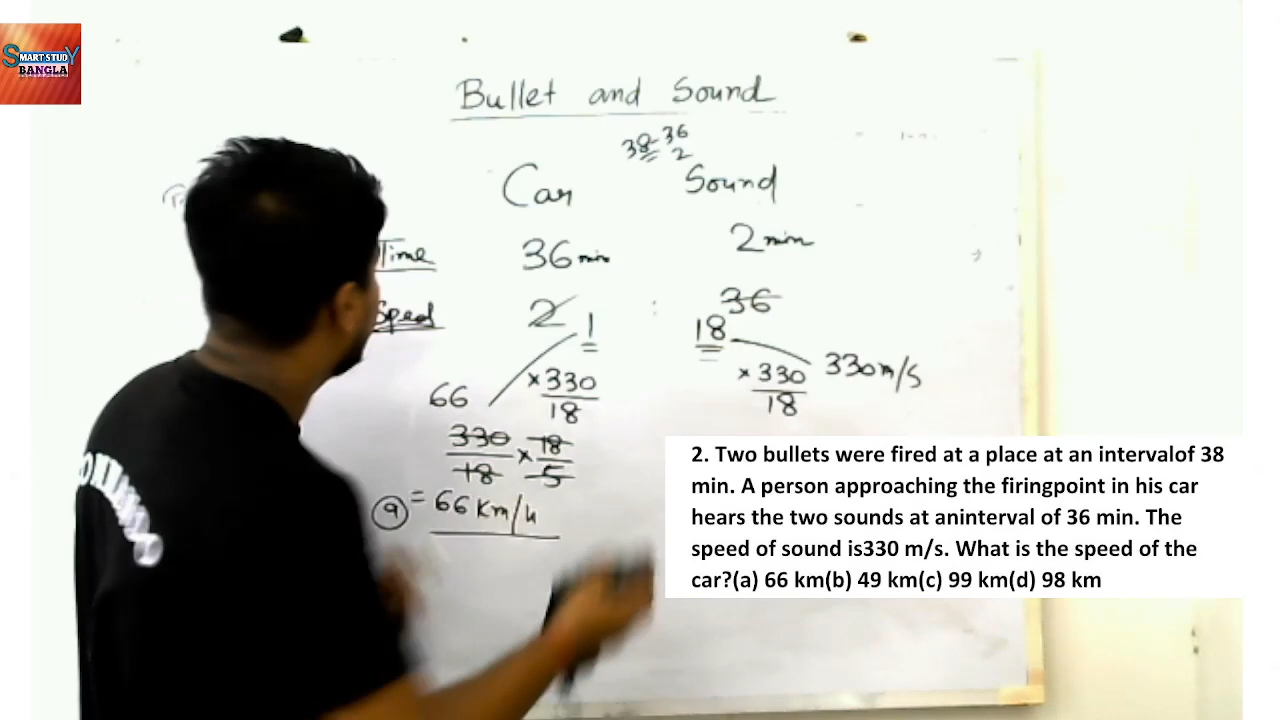 SMART STUDY
BANGLA
Bullet and Sound
38-36
2
Car Sound
Time 36 min 2 min
Speed 2 : 36
1 18
×330 ×330 330 m/s
18 18
66
330 × 18
18 5
(a) = 66 Km/h
2. Two bullets were fired at a place at an intervalof 38
min. A person approaching the firingpoint in his car
hears the two sounds at aninterval of 36 min. The
speed of sound is330 m/s. What is the speed of the
car?(a) 66 km(b) 49 km(c) 99 km(d) 98 km